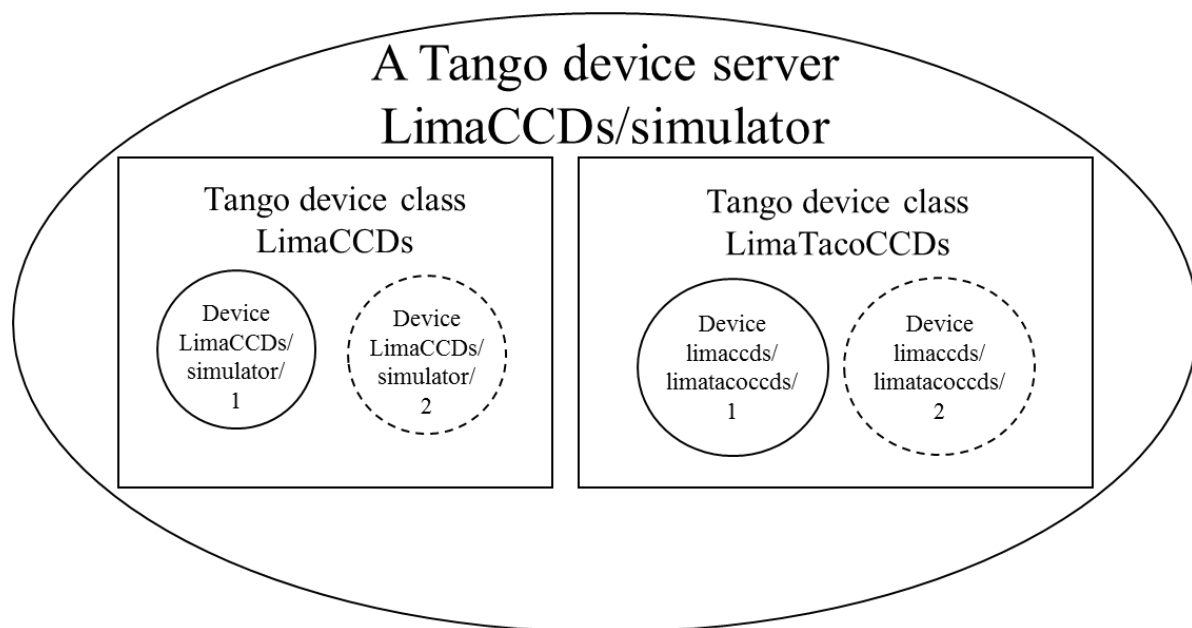 A Tango device server
LimaCCDs/simulator
Tango device class
LimaCCDs
Device
LimaCCDs/
simulator/
1
Device
LimaCCDs/
simulator/
2
Tango device class
LimaTacoCCDs
Device
limaccds/
limatacoccds/
1
Device
limaccds/
limatacoccds/
2